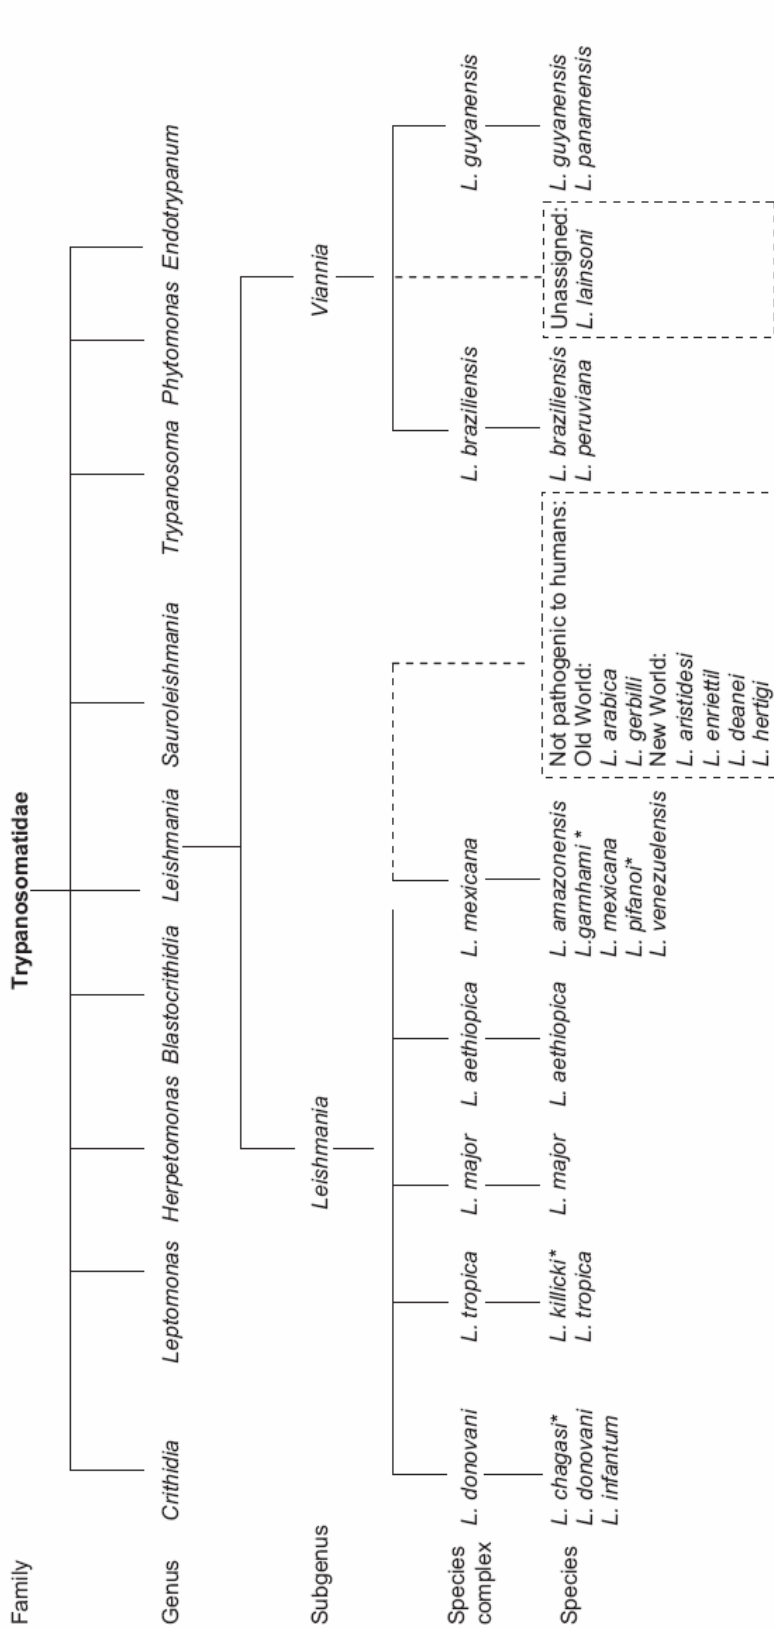 Family
Trypanosomatidae
Genus
Crithidia
Leptomonas
Herpetomonas
Blastocrithidia
Leishmania
Sauroleishmania
Trypanosoma
Phytomonas
Endotrypanum
Subgenus
Leishmania
Viannia
Species
complex
L. donovani
L. tropica
L. major
L. aethiopica
L. mexicana
L. braziliensis
L. guyanensis
Species
L. chagasi*
L. donovani
L. infantum
L. killicki*
L. tropica
L. major
L. aethiopica
L. amazonensis
L.garnhami *
L. mexicana
L. pifanoi*
L. venezuelensis
Not pathogenic to humans:
Old World:
L. arabica
L. gerbilli
New World:
L. aristidesi
L. enriettil
L. deanei
L. hertigi
L. braziliensis
L. peruviana
Unassigned:
L. lainsoni
L. guyanensis
L. panamensis